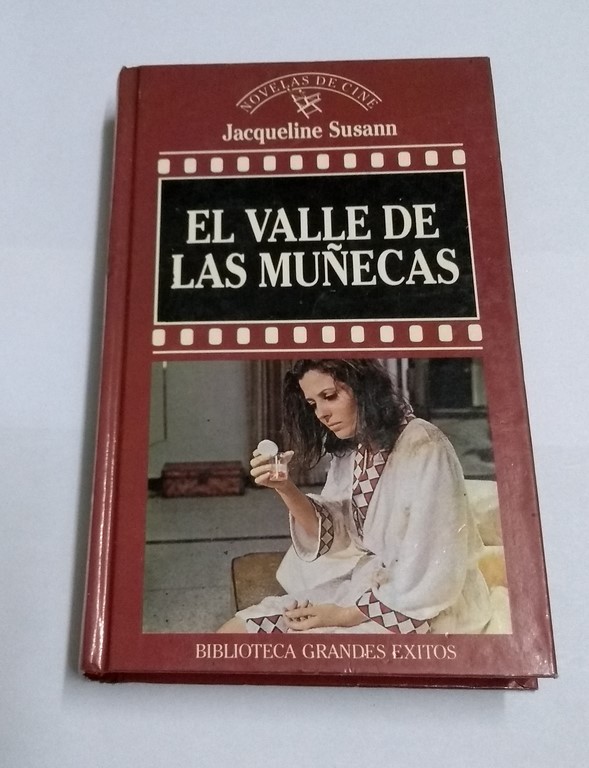 NOVELAS DE CINE
Jacqueline Susann
EL VALLE DE
LAS MUÑECAS
BIBLIOTECA GRANDES EXITOS